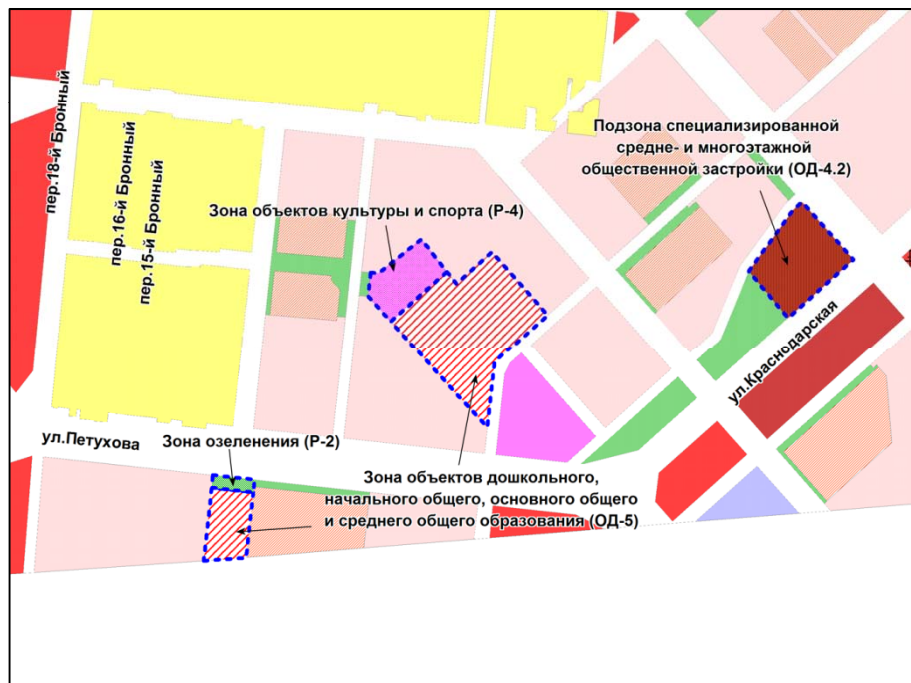 пер.18-й Бронный
пер.16-й Бронный
пер.15-й Бронный
Подзона специализированной
средне- и многоэтажной
общественной застройки (ОД-4.2)
Зона объектов культуры и спорта (Р-4)
ул.Краснодарская
ул.Петухова
Зона озеленения (Р-2)
Зона объектов дошкольного,
начального общего, основного общего
и среднего общего образования (ОД-5)